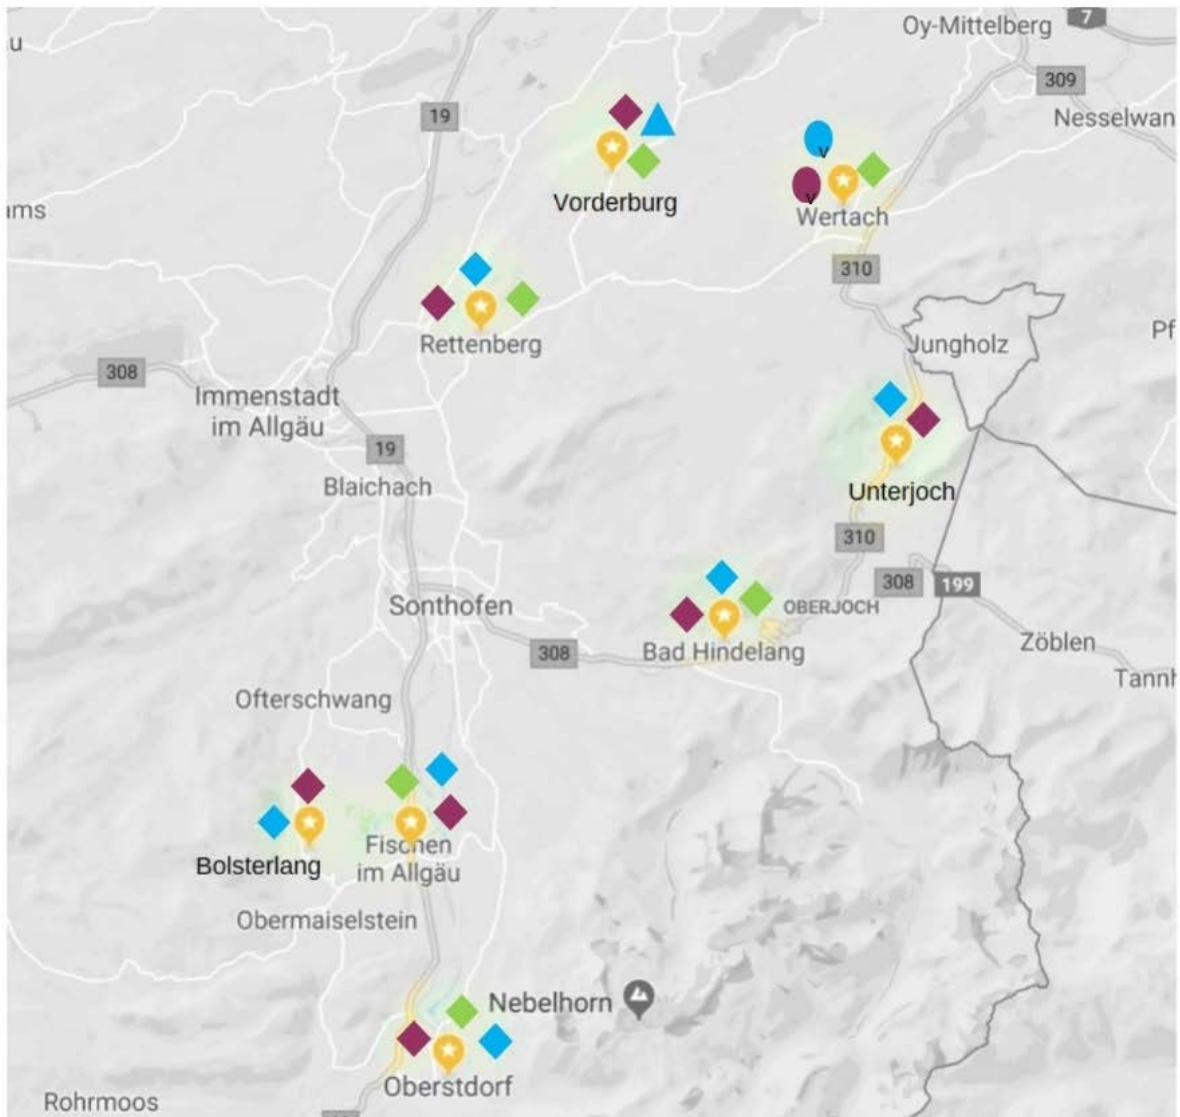 Oy-Mittelberg
7
u
309
19
Nesselwan
v
v
ams
Vorderburg
Wertach
310
Rettenberg
Jungholz
Pf
308
Immenstadt
im Allgäu
19
Blaichach
Unterjoch
310
308
199
Sonthofen
OBERJOCH
308
Bad Hindelang
Zöblen
Tannh
Ofterschwang
Fischen
im Allgäu
Bolsterlang
Obermaiselstein
Nebelhorn
Oberstdorf
Rohrmoos